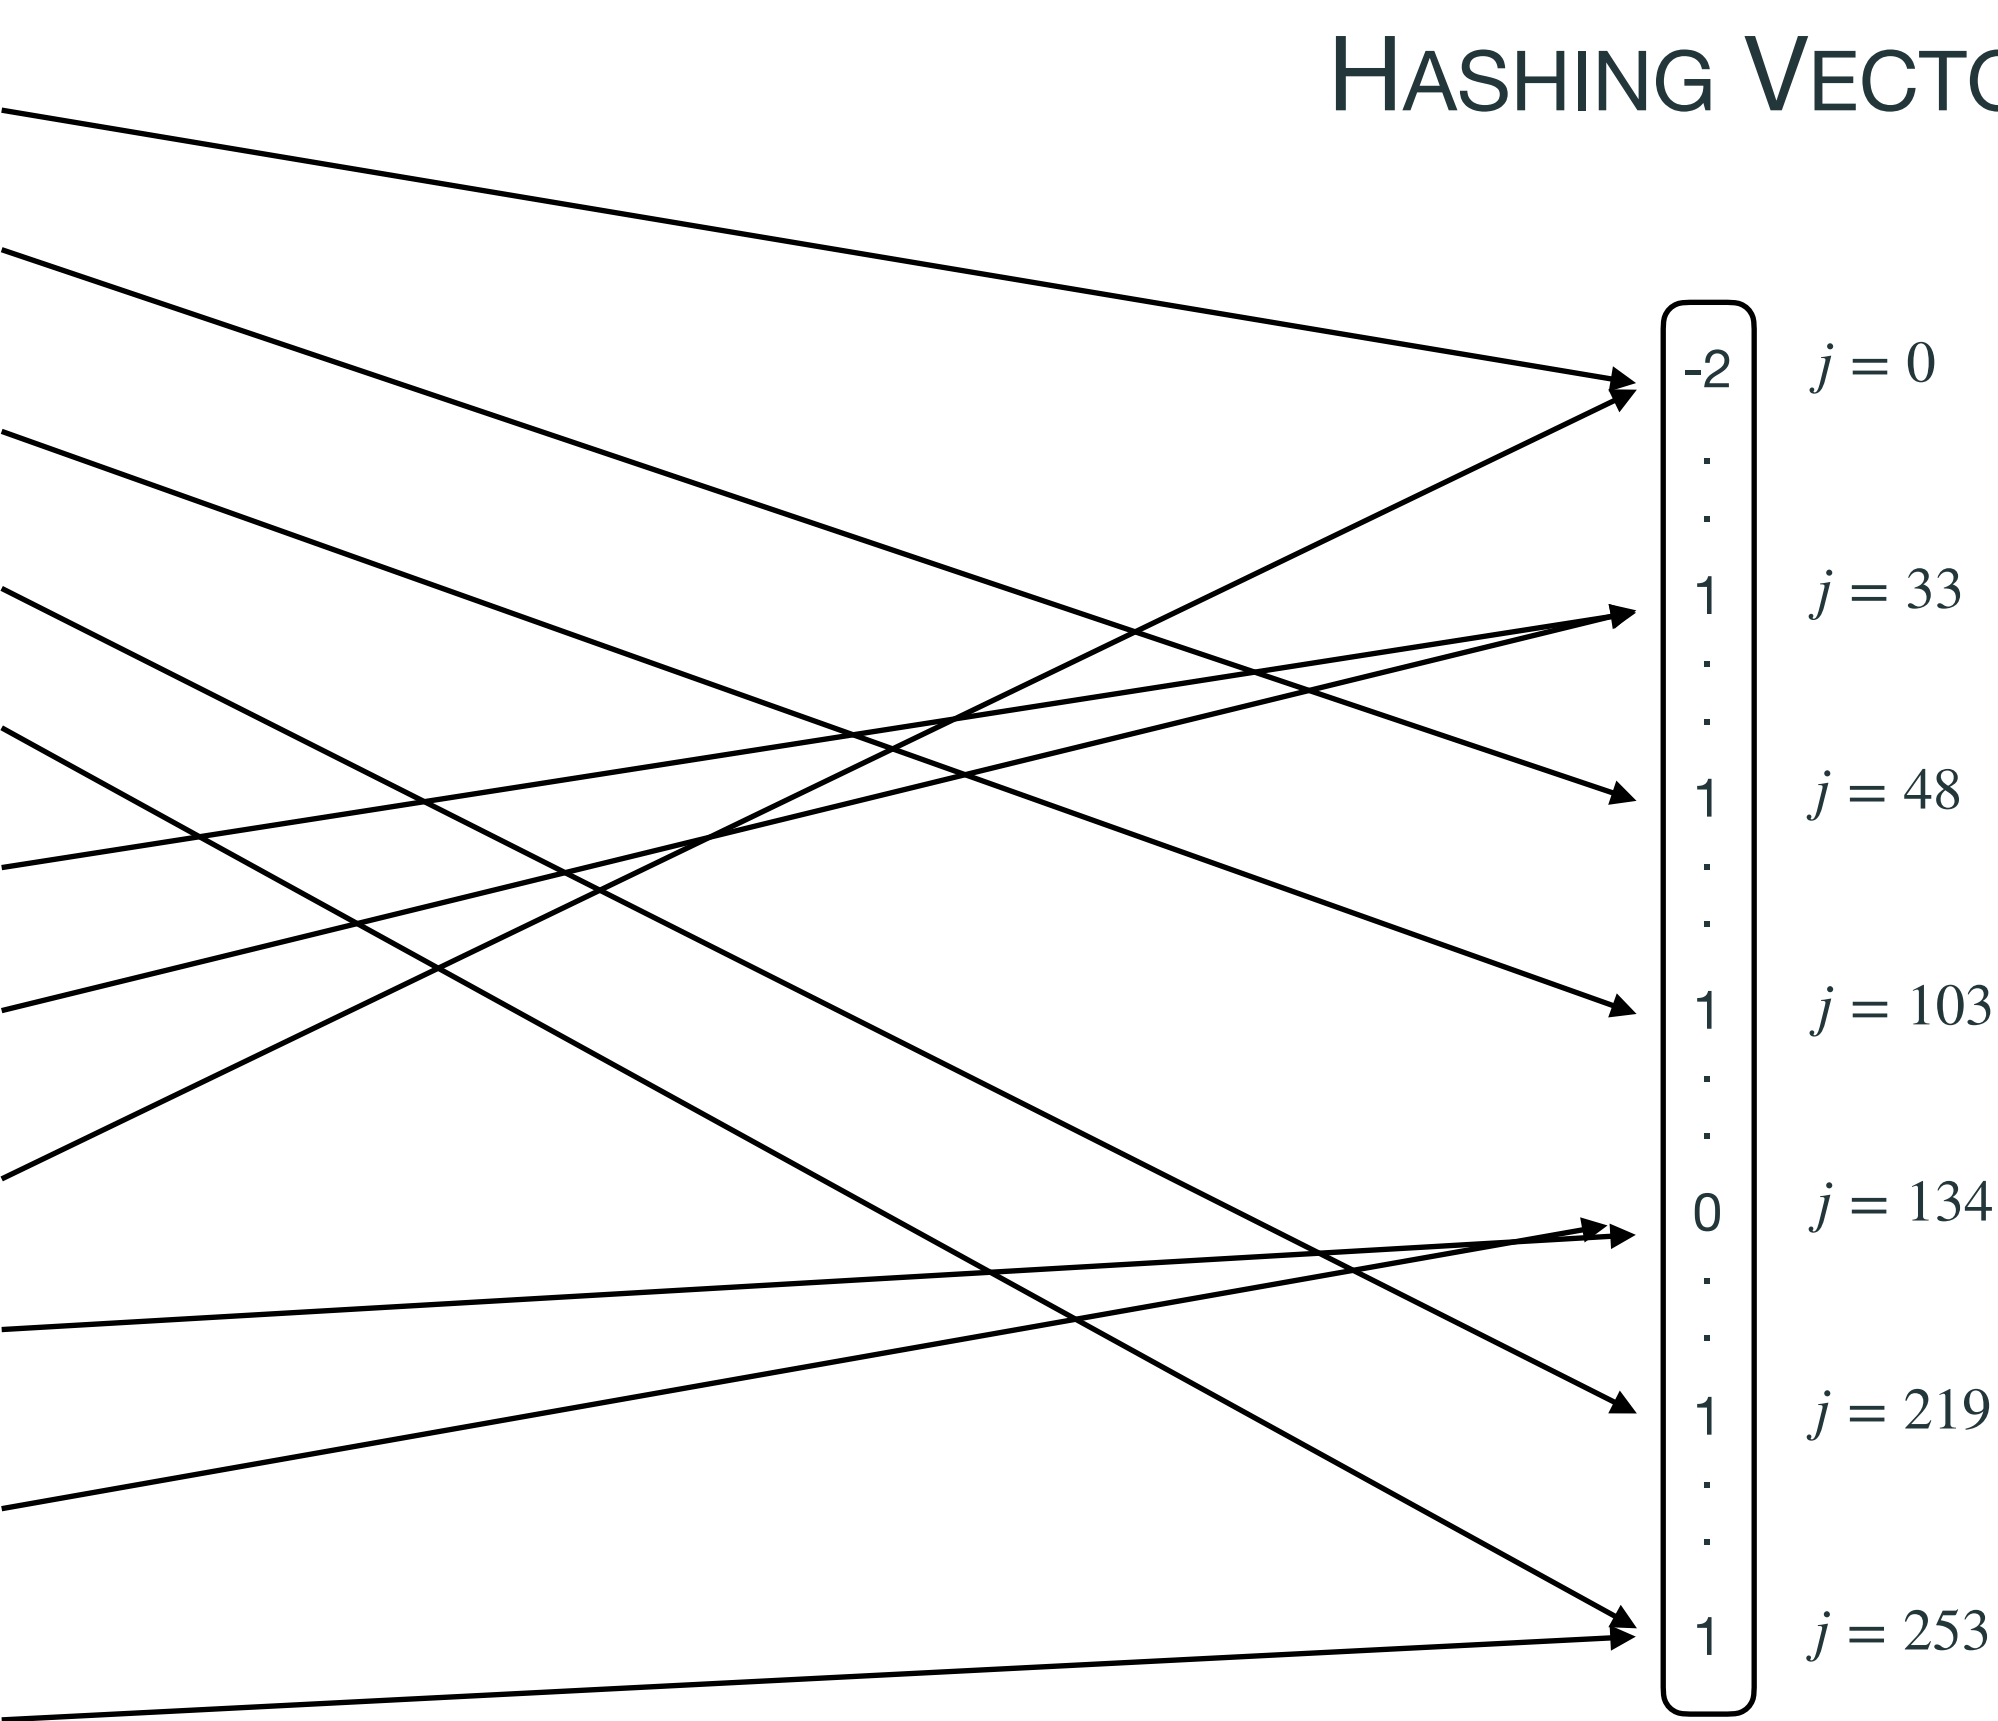 HASHING VECTO
-2 j = 0
.
.
1 j = 33
.
.
1 j = 48
.
.
1 j = 103
.
.
0 j = 134
.
.
1 j = 219
.
.
1 j = 253